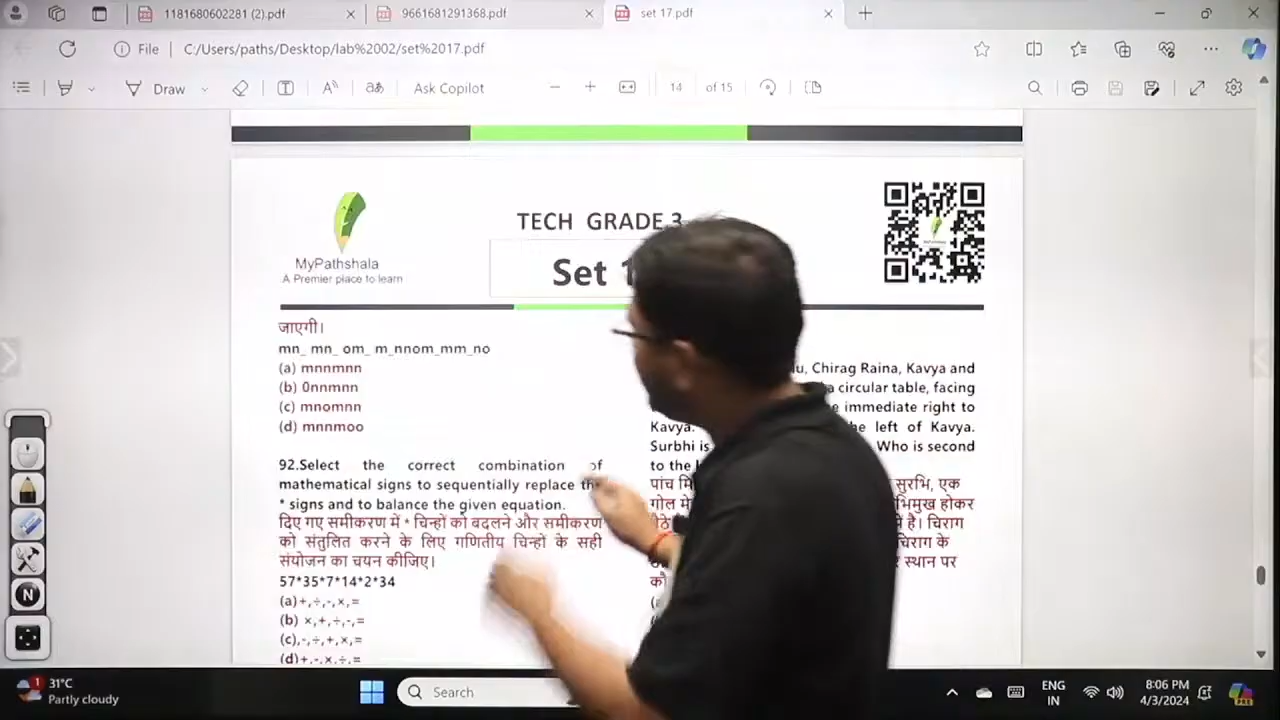 1181680602281 (2).pdf
9661681291368.pdf
set 17.pdf
File
C:/Users/paths/Desktop/lab%2002/set%2017.pdf
Draw
aあ
Ask Copilot
14 of 15
MyPathshala
A Premier place to learn
TECH GRADE
Set
जाएगी।
mn_ mn_ om_ m_nnom_mm_no
(a) mnnmnn
(b) 0nnmnn
(c) mnomnn
(d) mnnmoo
92.Select the correct combination of
mathematical signs to sequentially replace the
* signs and to balance the given equation.
दिए गए समीकरण में * चिन्हों को बदलने और समीकरण
को संतुलित करने के लिए गणितीय चिन्हों के सही
संयोजन का चयन कीजिए।
57*35*7*14*2*34
(a)+,÷,-,×,=
(b) ×,+,÷,-,=
(c),-,÷,+,×,=
(d)+,-,×,÷,=
Chirag Raina, Kavya and
a circular table, facing
immediate right to
Kavya. the left of Kavya.
Surbhi is Who is second
to the
पांच सुरभि, एक
गोल
है। चिराग
चिराग के
स्थान पर
31°C
Partly cloudy
Search
ENG
IN
8:06 PM
4/3/2024